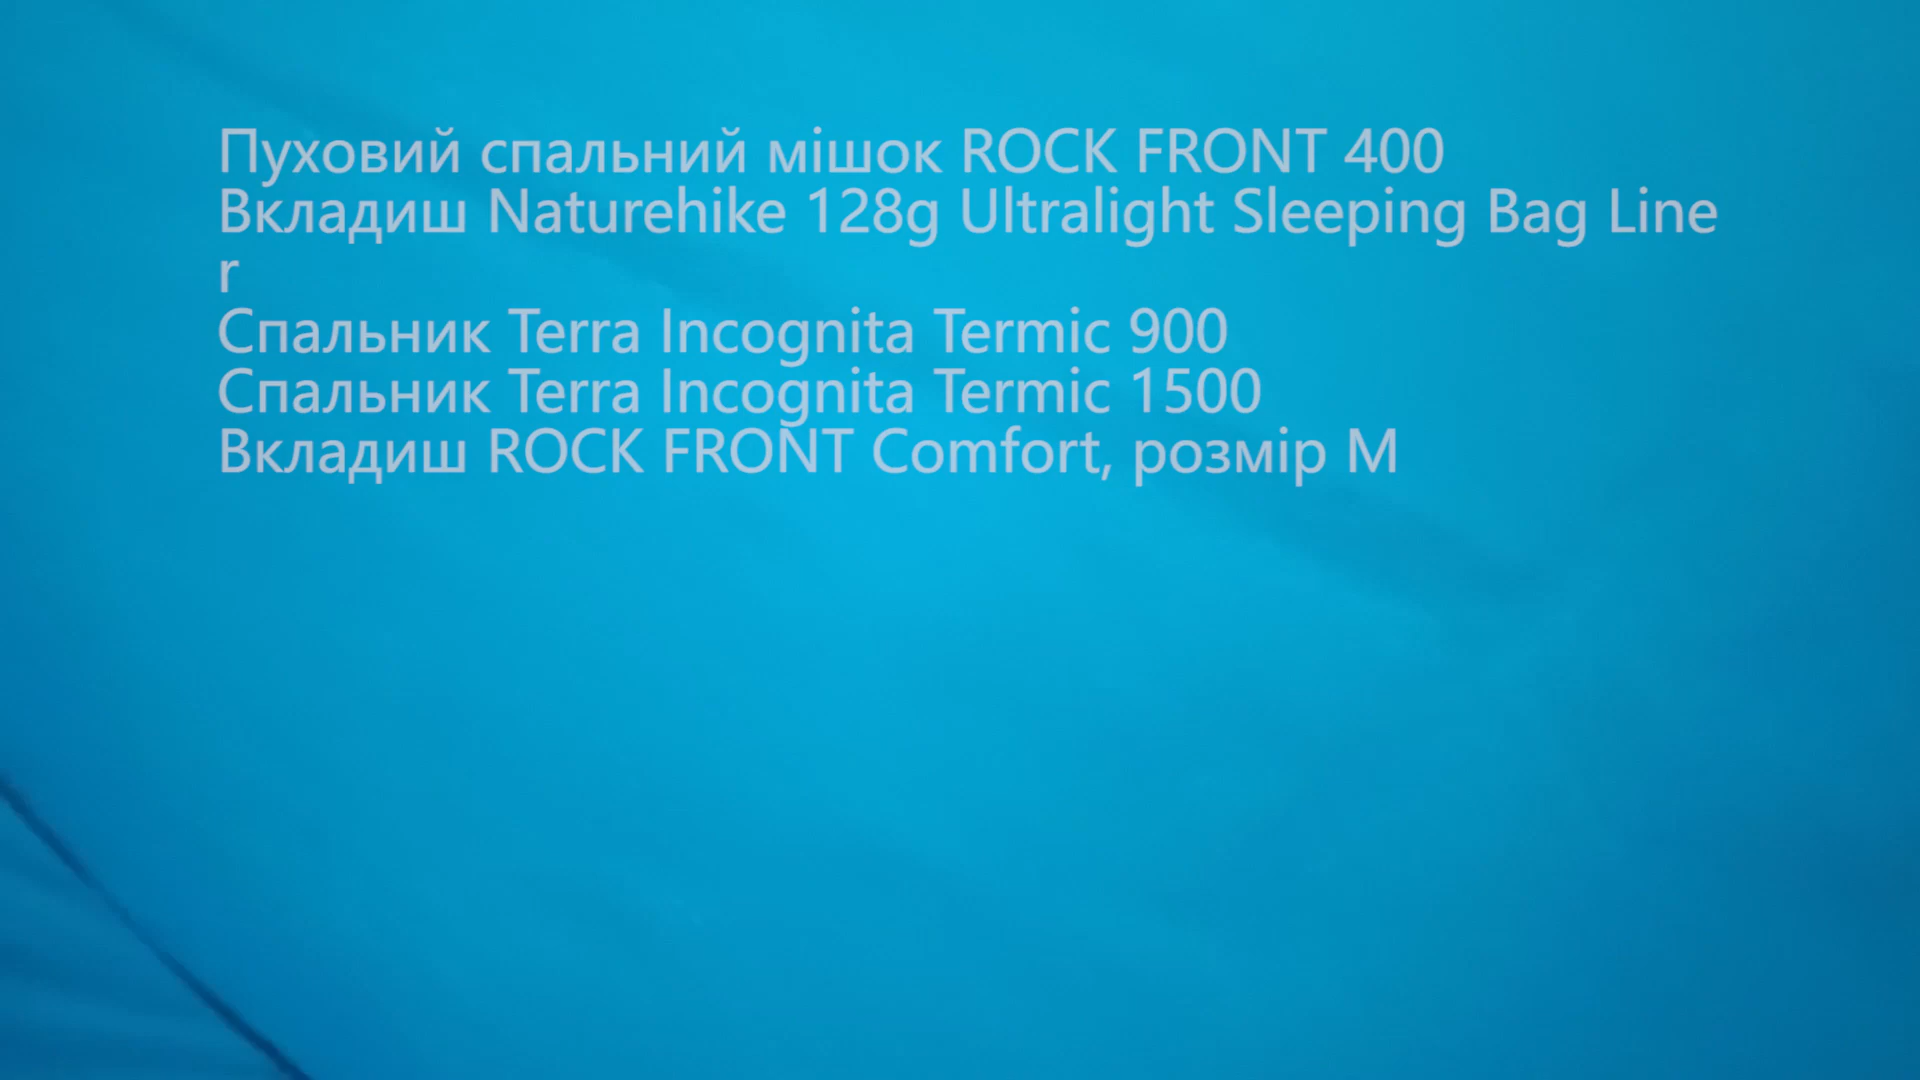 Пуховий спальний мішок ROCK FRONT 400
Вкладиш Naturehike 128g Ultralight Sleeping Bag Line
r
Спальник Terra Incognita Termic 900
Спальник Terra Incognita Termic 1500
Вкладиш ROCK FRONT Comfort, розмір M